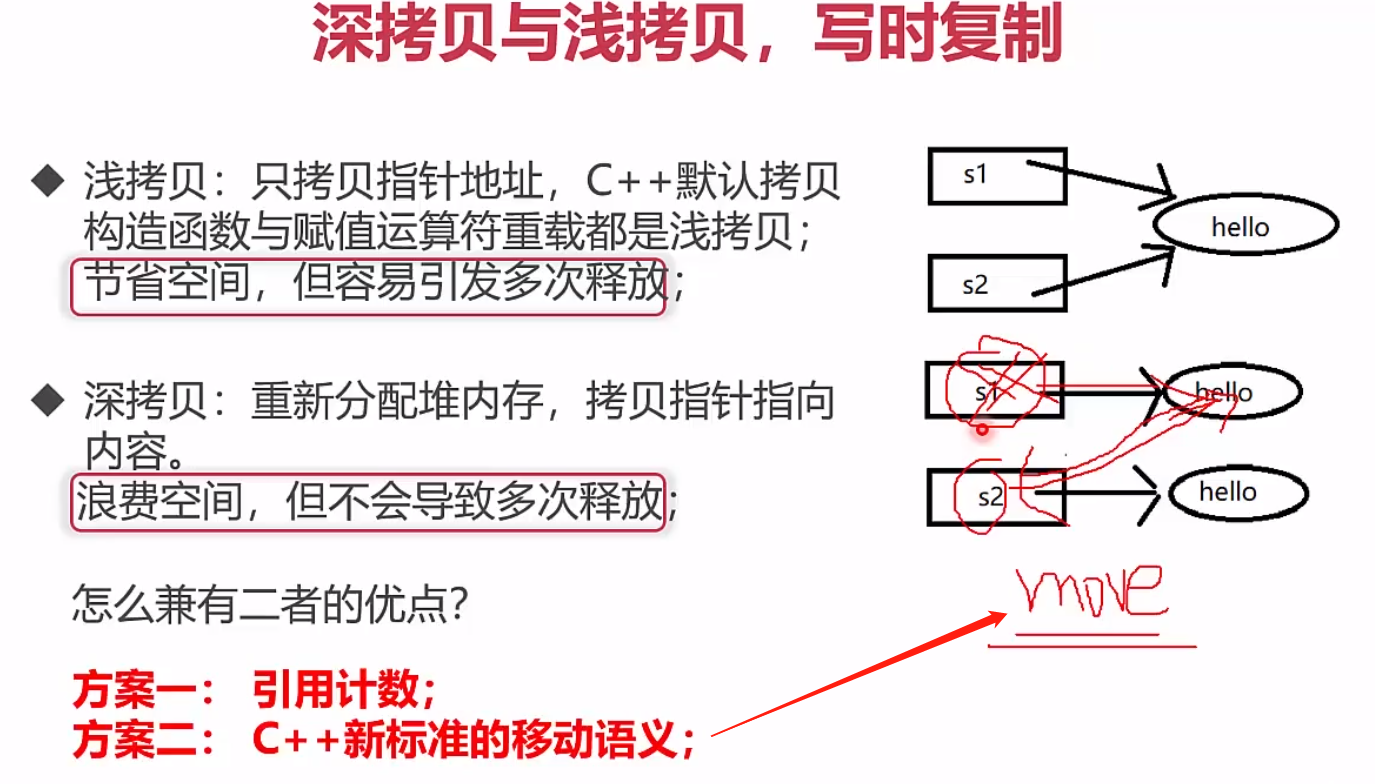 深拷贝与浅拷贝，写时复制
浅拷贝：只拷贝指针地址，C++默认拷贝
构造函数与赋值运算符重载都是浅拷贝；
节省空间，但容易引发多次释放；
深拷贝：重新分配堆内存，拷贝指针指向
内容。
浪费空间，但不会导致多次释放；
怎么兼有二者的优点？
方案一： 引用计数；
方案二： C++新标准的移动语义；
s1
hello
s2
s1
hello
s2
hello
move